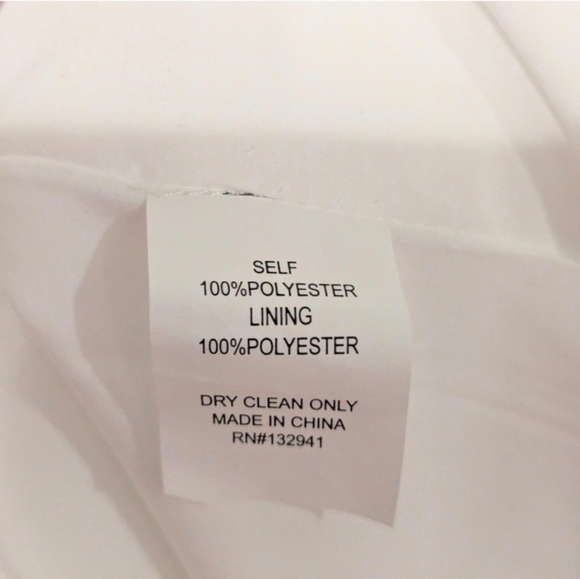 SELF
100%POLYESTER
LINING
100%POLYESTER
DRY CLEAN ONLY
MADE IN CHINA
RN#132941